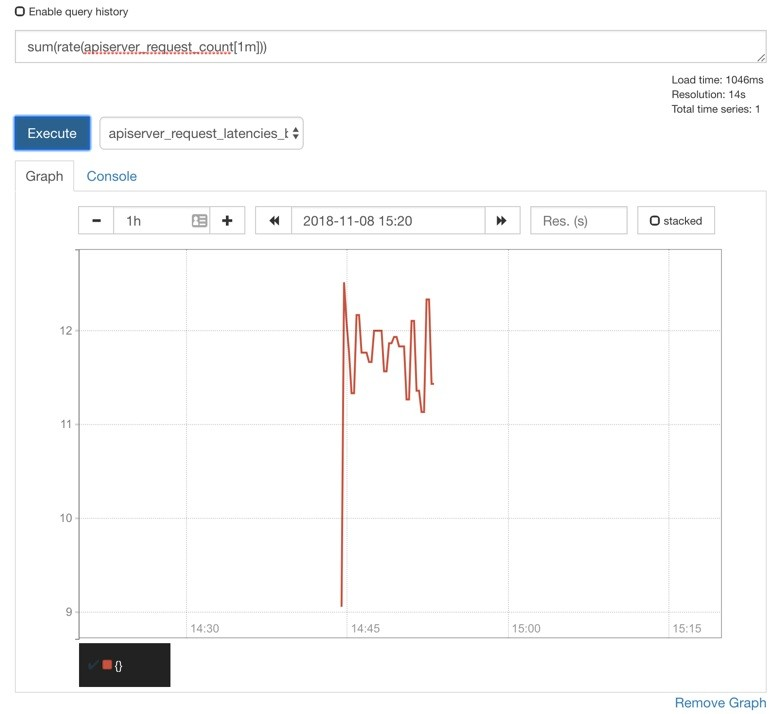 Enable query history
sum(rate(apiserver_request_count[1m]))
Load time: 1046ms
Resolution: 14s
Total time series: 1
Execute
apiserver_request_latencies_
Graph
Console
− 1h +
2018-11-08 15:20
Res. (s)
stacked
12
11
10
9
14:30 14:45 15:00 15:15
{}
Remove Graph